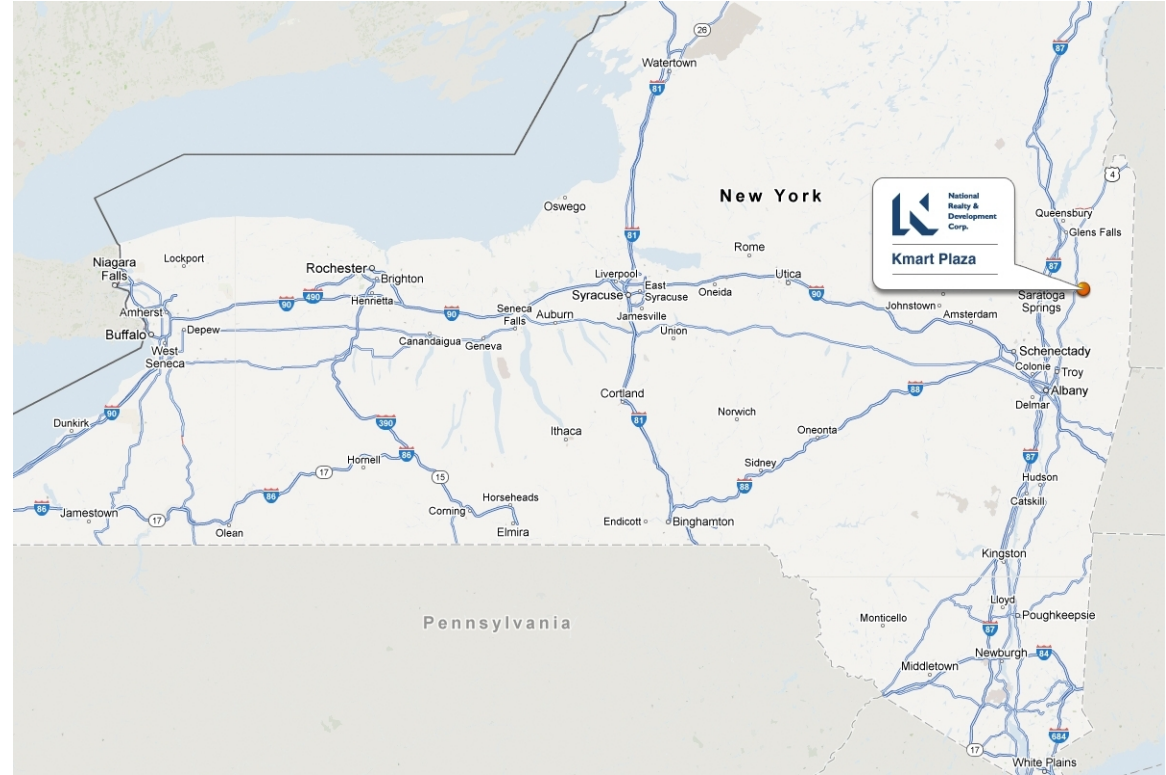 26
Watertown
87
81
4
New York
National
Realty &
Development
Corp.
Kmart Plaza
Oswego
Queensbury
Glens Falls
81
Rome
Lockport
Niagara
Falls
Rochester
Brighton
87
Liverpool
Utica
Syracuse
East
Syracuse
Oneida
90
490
90
Henrietta
Saratoga
Springs
Johnstown
Amherst
90
Seneca
Falls
Auburn
Jamesville
Amsterdam
Buffalo
Depew
Union
Canandaigua
Geneva
West
Seneca
Schenectady
Colonie
Troy
88
Albany
Cortland
Delmar
90
Dunkirk
390
81
Norwich
Ithaca
Oneonta
86
87
Hornell
17
Sidney
15
88
Hudson
86
Horseheads
Catskill
86
Jamestown
17
Corning
Endicott
Binghamton
Olean
Elmira
Kingston
Lloyd
Poughkeepsie
Monticello
Pennsylvania
87
Newburgh
84
Middletown
684
17
White Plains